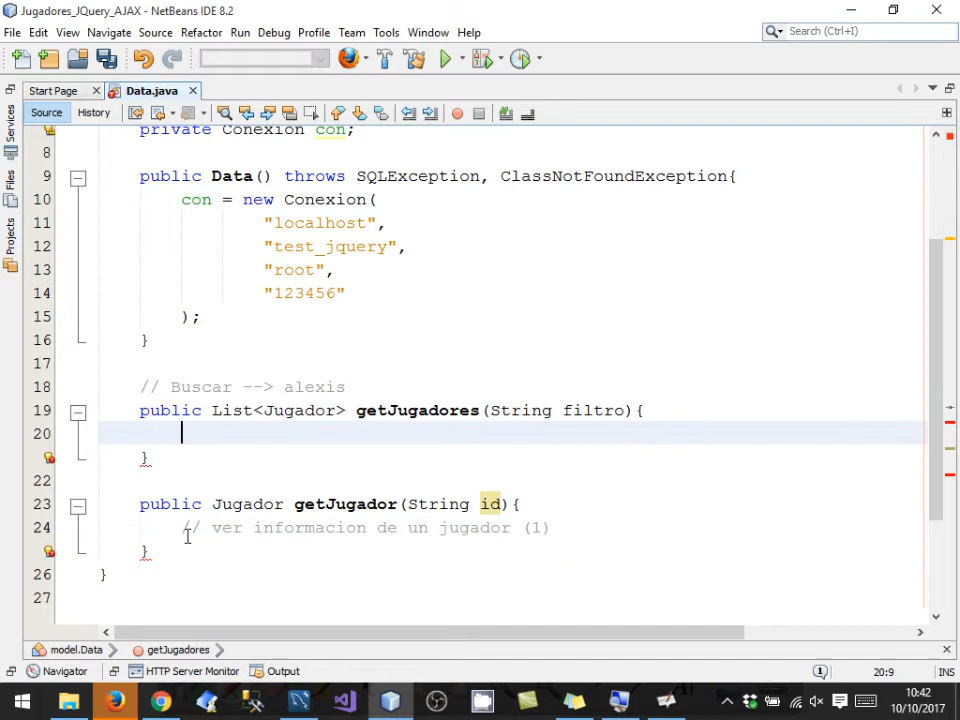 Jugadores_JQuery_AJAX - NetBeans IDE 8.2
File Edit View Navigate Source Refactor Run Debug Profile Team Tools Window Help
Search (Ctrl+I)
Start Page Data.java
Source History
Services
Files
Projects
private Conexion con;
8
9 public Data() throws SQLException, ClassNotFoundException{
10 con = new Conexion(
11 "localhost",
12 "test_jquery",
13 "root",
14 "123456"
15 );
16 }
17
18 // Buscar --> alexis
19 public List<Jugador> getJugadores(String filtro){
20
}
22
23 public Jugador getJugador(String id){
24 // ver informacion de un jugador (1)
}
26 }
27
model.Data getJugadores
Navigator HTTP Server Monitor Output 20:9 INS
10:42
10/10/2017